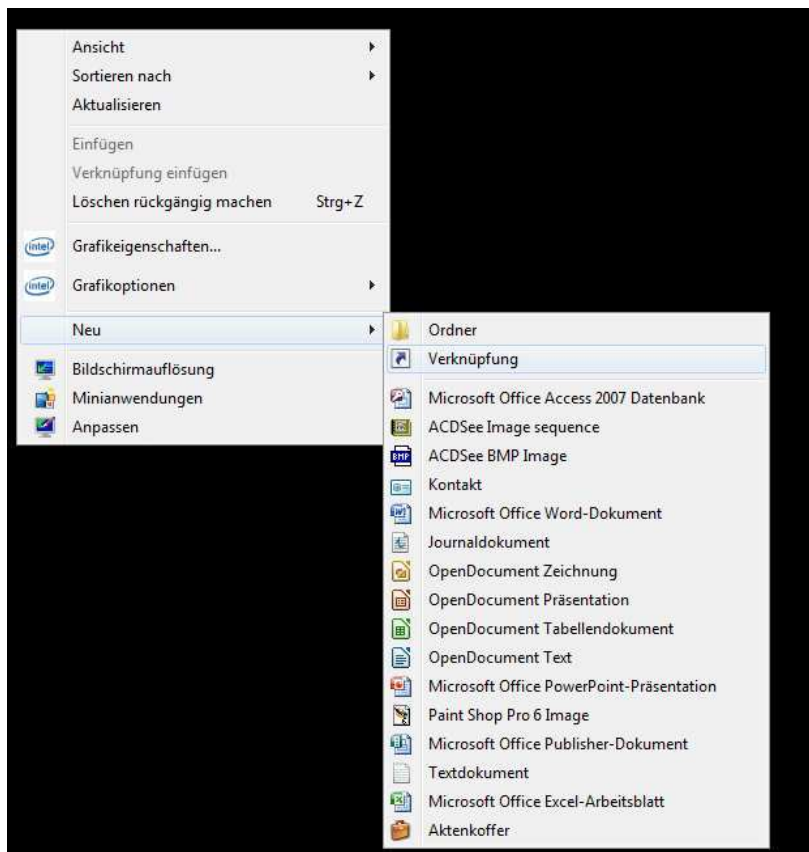 Ansicht
Sortieren nach
Aktualisieren
Einfügen
Verknüpfung einfügen
Löschen rückgängig machen Strg+Z
intel Grafikeigenschaften...
intel Grafikoptionen
Neu
Bildschirmauflösung
Minianwendungen
Anpassen
Ordner
Verknüpfung
Microsoft Office Access 2007 Datenbank
ACDSee Image sequence
BMP ACDSee BMP Image
Kontakt
Microsoft Office Word-Dokument
Journaldokument
OpenDocument Zeichnung
OpenDocument Präsentation
OpenDocument Tabellendokument
OpenDocument Text
Microsoft Office PowerPoint-Präsentation
Paint Shop Pro 6 Image
Microsoft Office Publisher-Dokument
Textdokument
Microsoft Office Excel-Arbeitsblatt
Aktenkoffer